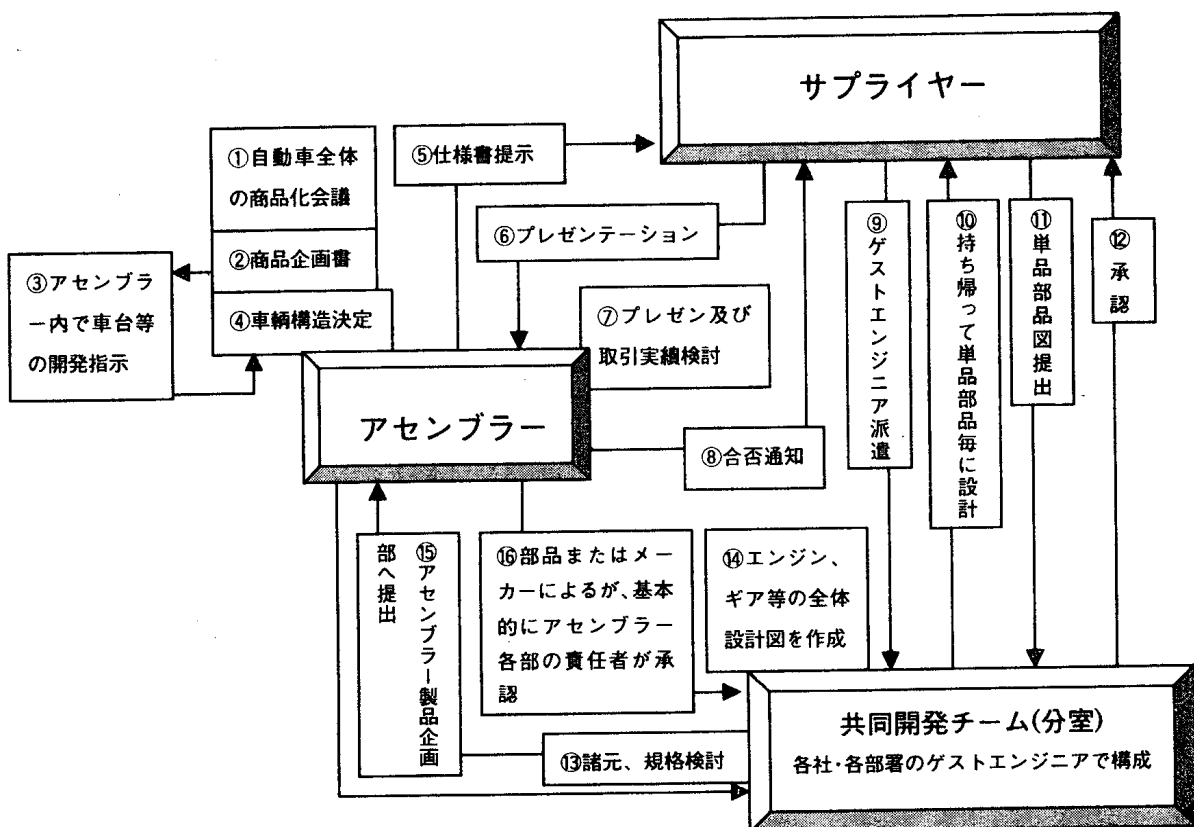 サプライヤー
①自動車全体
の商品化会議
②商品企画書
③アセンブラ
ー内で車台等
の開発指示
④車輌構造決定
⑤仕様書提示
⑥プレゼンテーション
⑦プレゼン及び
取引実績検討
アセンブラー
⑧合否通知
⑨ゲストエンジニア派遣
⑩持ち帰って単品部品毎に設計
⑪単品部品図提出
⑫承認
⑮アセンブラー製品企画
部へ提出
⑯部品またはメー
カーによるが、基本
的にアセンブラー
各部の責任者が承
認
⑭エンジン、
ギア等の全体
設計図を作成
⑬諸元、規格検討
共同開発チーム(分室)
各社・各部署のゲストエンジニアで構成